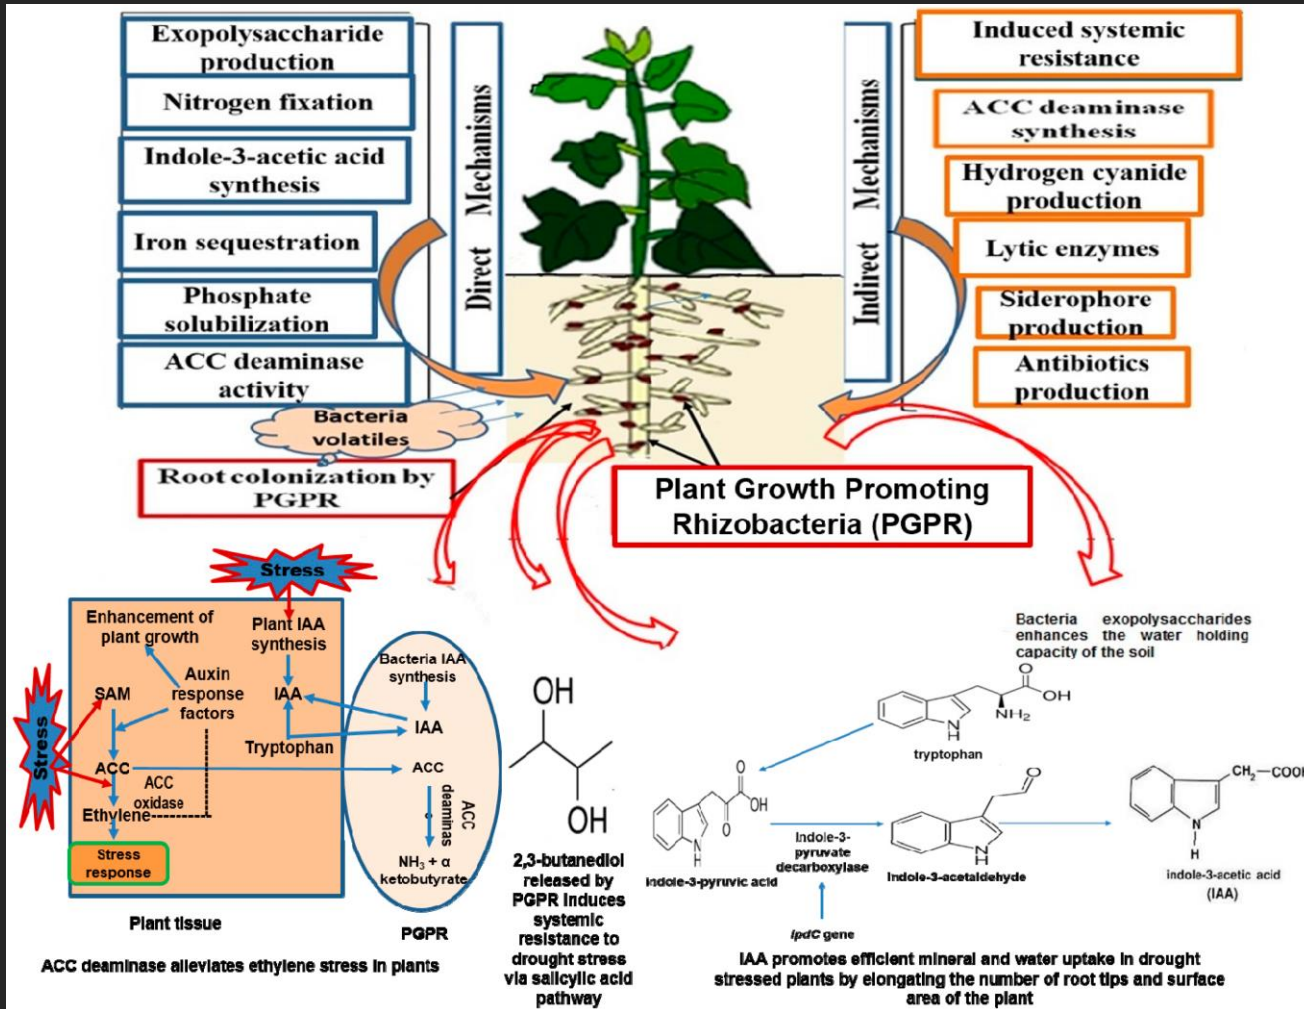 Exopolysaccharide
production
Nitrogen fixation
Indole-3-acetic acid
synthesis
Iron sequestration
Phosphate
solubilization
ACC deaminase
activity
Direct Mechanisms
Indirect Mechanisms
Induced systemic
resistance
ACC deaminase
synthesis
Hydrogen cyanide
production
Lytic enzymes
Siderophore
production
Antibiotics
production
Bacteria
volatiles
Root colonization by
PGPR
Plant Growth Promoting
Rhizobacteria (PGPR)
Stress
Stress
Enhancement of
plant growth
Plant IAA
synthesis
SAM
Auxin
response
factors
IAA
Tryptophan
ACC
ACC
oxidase
Ethylene
Stress
response
Plant tissue
Bacteria IAA
synthesis
IAA
ACC
ACC
deaminas
NH₃ + α
ketobutyrate
PGPR
ACC deaminase alleviates ethylene stress in plants
OH
OH
2,3-butanediol
released by
PGPR induces
systemic
resistance to
drought stress
via salicylic acid
pathway
Bacteria exopolysaccharides
enhances the water holding
capacity of the soil
O
OH
NH₂
N
H
tryptophan
O
OH
O
N
H
indole-3-pyruvic acid
Indole-3-
pyruvate
decarboxylase
IpdC gene
O
N
H
Indole-3-acetaldehyde
CH₂—COOH
N
H
indole-3-acetic acid
(IAA)
IAA promotes efficient mineral and water uptake in drought
stressed plants by elongating the number of root tips and surface
area of the plant